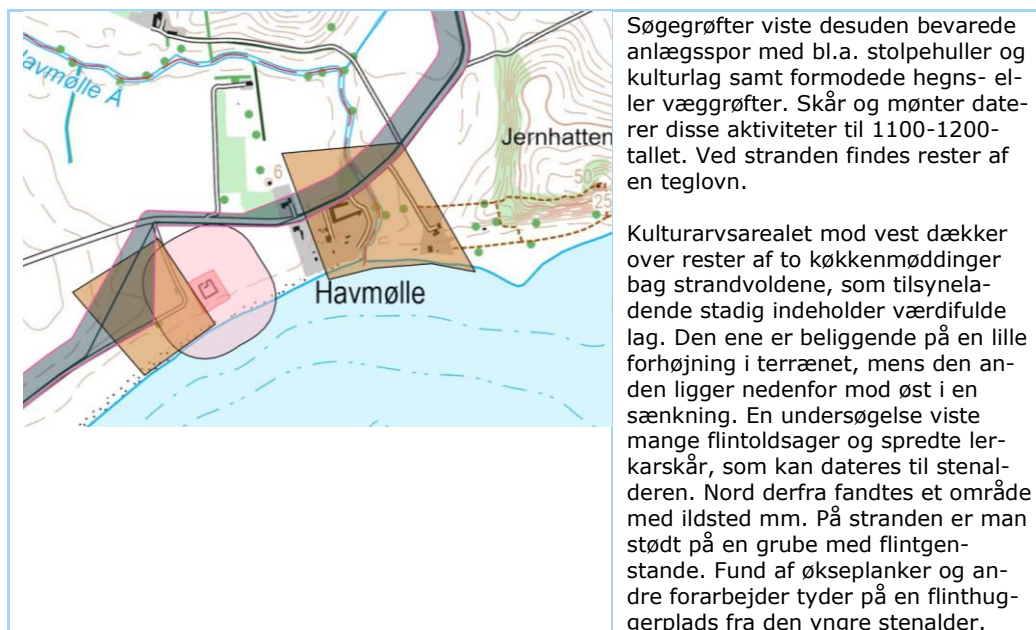 avmølle Å
Jernhatten
6
50
25
Havmølle
Søgegrøfter viste desuden bevarede
anlægsspor med bl.a. stolpehuller og
kulturlag samt formodede hegns- el-
ler væggrøfter. Skår og mønter date-
rer disse aktiviteter til 1100-1200-
tallet. Ved stranden findes rester af
en teglovn.
Kulturarvsarealet mod vest dækker
over rester af to køkkenmøddinger
bag strandvoldene, som tilsynela-
dende stadig indeholder værdifulde
lag. Den ene er beliggende på en lille
forhøjning i terrænet, mens den an-
den ligger nedenfor mod øst i en
sænkning. En undersøgelse viste
mange flintoldsager og spredte ler-
karskår, som kan dateres til stenal-
deren. Nord derfra fandtes et område
med ildsted mm. På stranden er man
stødt på en grube med flintgen-
stande. Fund af økseplanker og an-
dre forarbejder tyder på en flinthug-
gerplads fra den yngre stenalder.